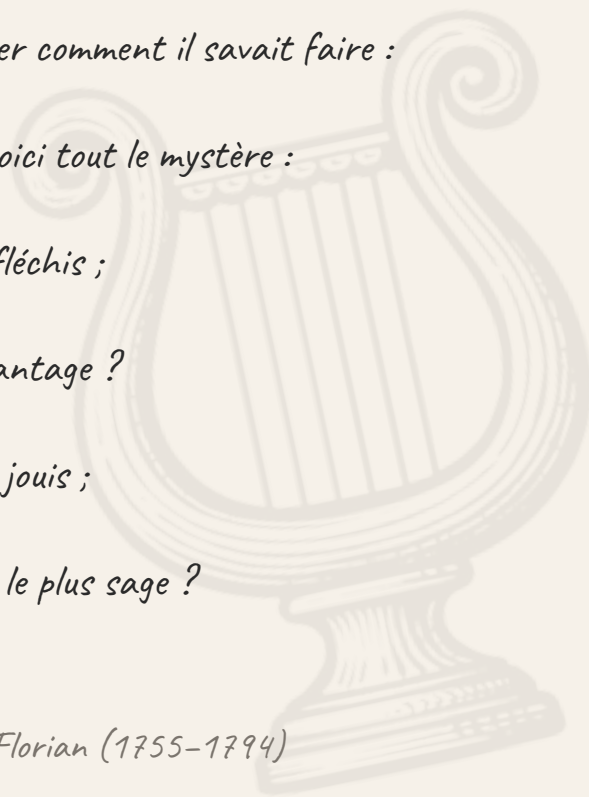 er comment il savait faire :
oici tout le mystère :
fléchis ;
antage ?
jouis ;
le plus sage ?
Florian (1755–1794)